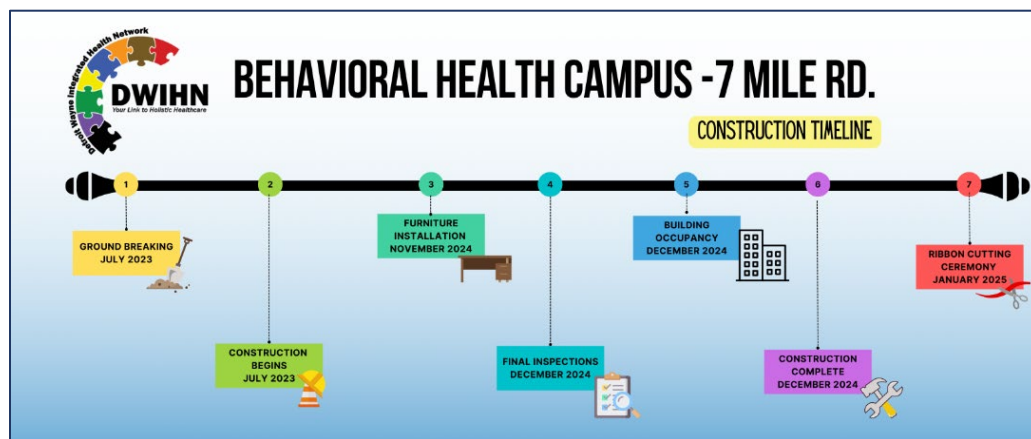 Detroit Wayne Integrated Health Network
DWIHN
Your Link to Holistic Healthcare
BEHAVIORAL HEALTH CAMPUS -7 MILE RD.
CONSTRUCTION TIMELINE
1
2
3
4
5
6
7
GROUND BREAKING
JULY 2023
CONSTRUCTION
BEGINS
JULY 2023
FURNITURE
INSTALLATION
NOVEMBER 2024
FINAL INSPECTIONS
DECEMBER 2024
BUILDING
OCCUPANCY
DECEMBER 2024
CONSTRUCTION
COMPLETE
DECEMBER 2024
RIBBON CUTTING
CEREMONY
JANUARY 2025